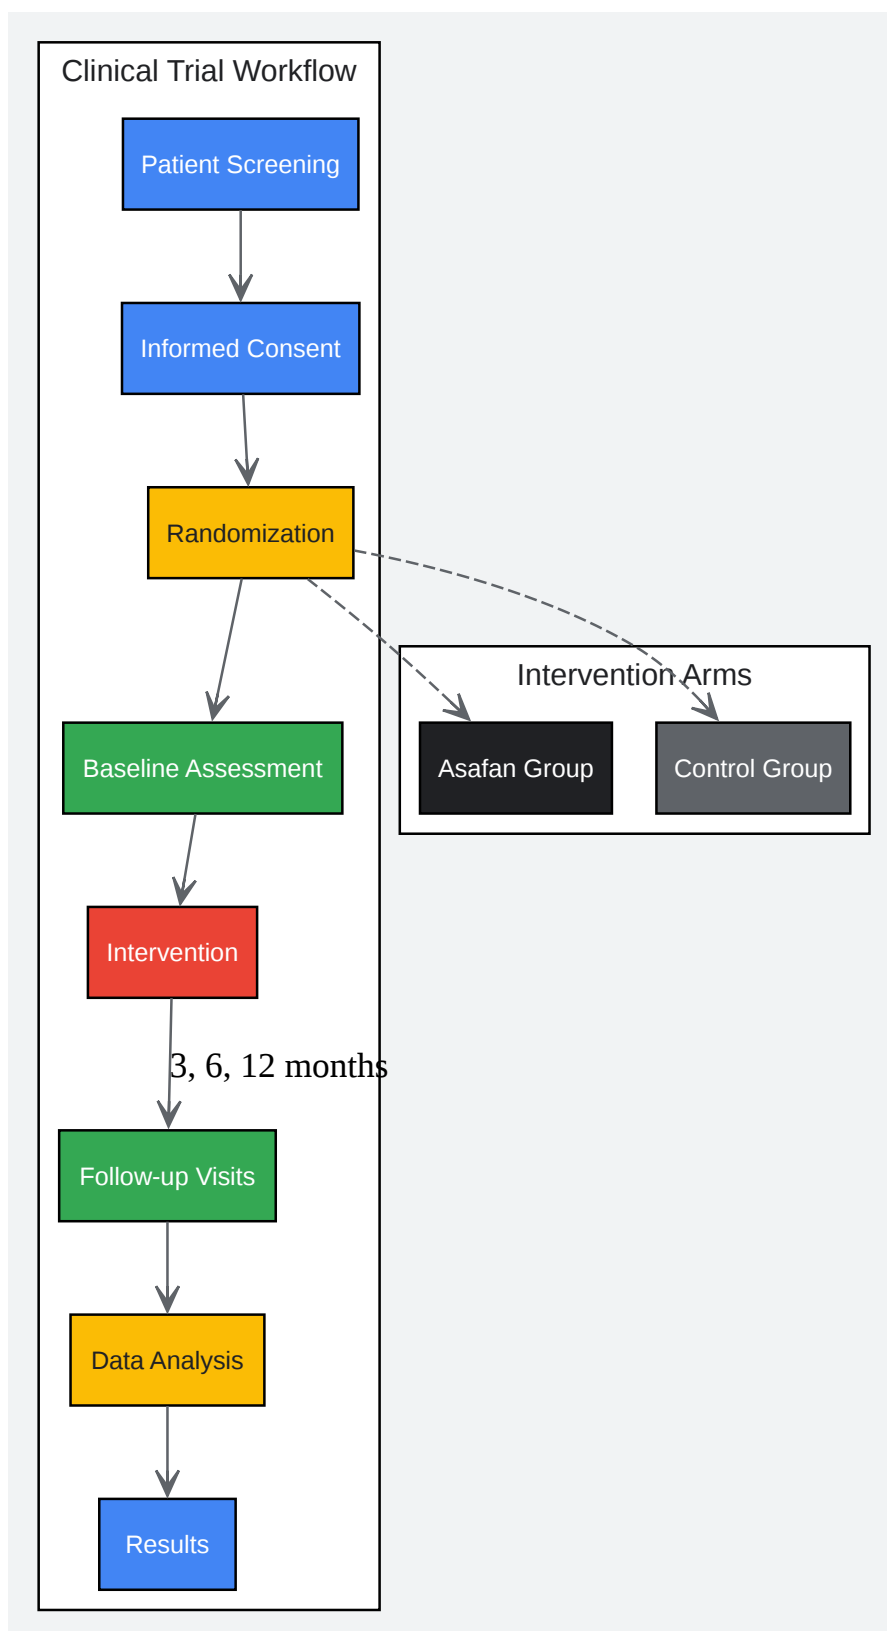 Clinical Trial Workflow
Patient Screening
Informed Consent
Randomization
Intervention Arms
Baseline Assessment
Asafan Group
Control Group
Intervention
3, 6, 12 months
Follow-up Visits
Data Analysis
Results